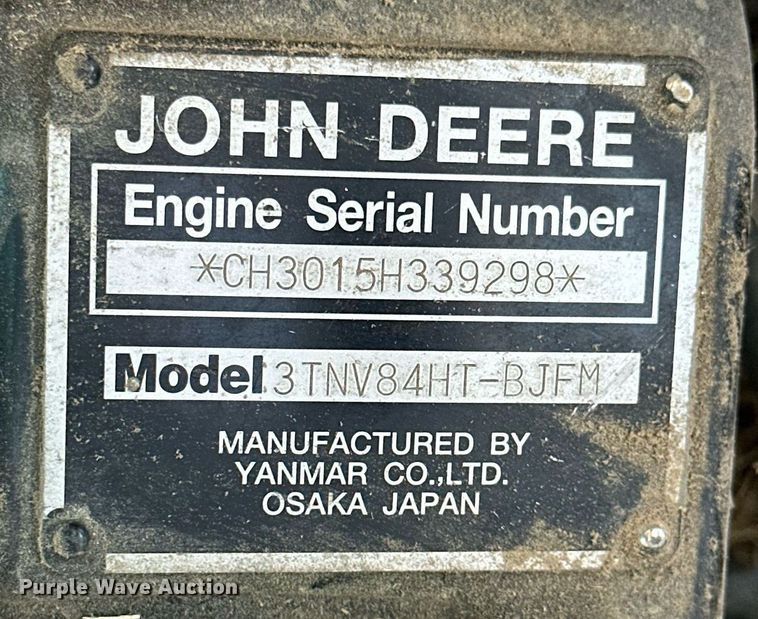 JOHN DEERE
Engine Serial Number
*CH3015H339298*
Model 3TNV84HT-BJFM
MANUFACTURED BY
YANMAR CO.,LTD.
OSAKA JAPAN
Purple Wave Auction